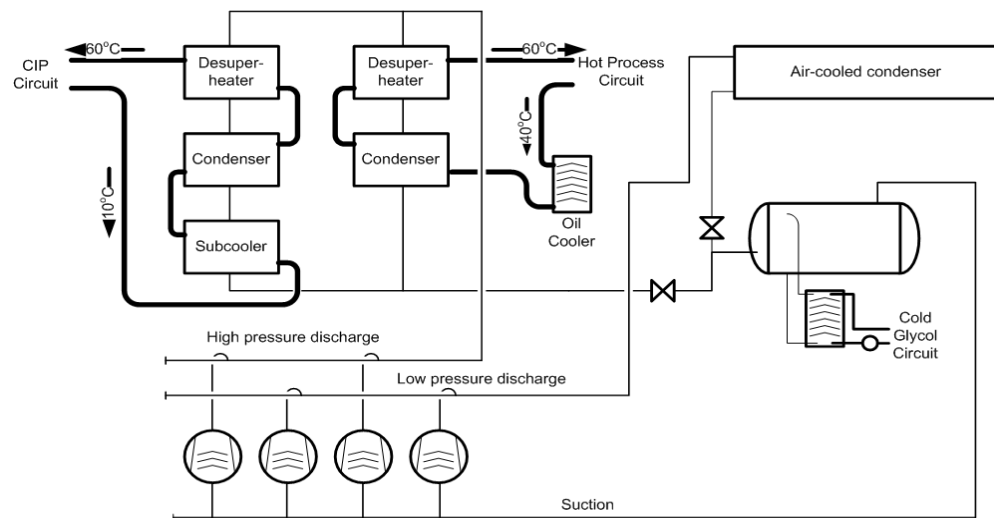 60°C
CIP
Circuit
Desuper-
heater
Desuper-
heater
60°C
Hot Process
Circuit
Air-cooled condenser
40°C
Condenser
Condenser
10°C
Oil
Cooler
Subcooler
Cold
Glycol
Circuit
High pressure discharge
Low pressure discharge
Suction